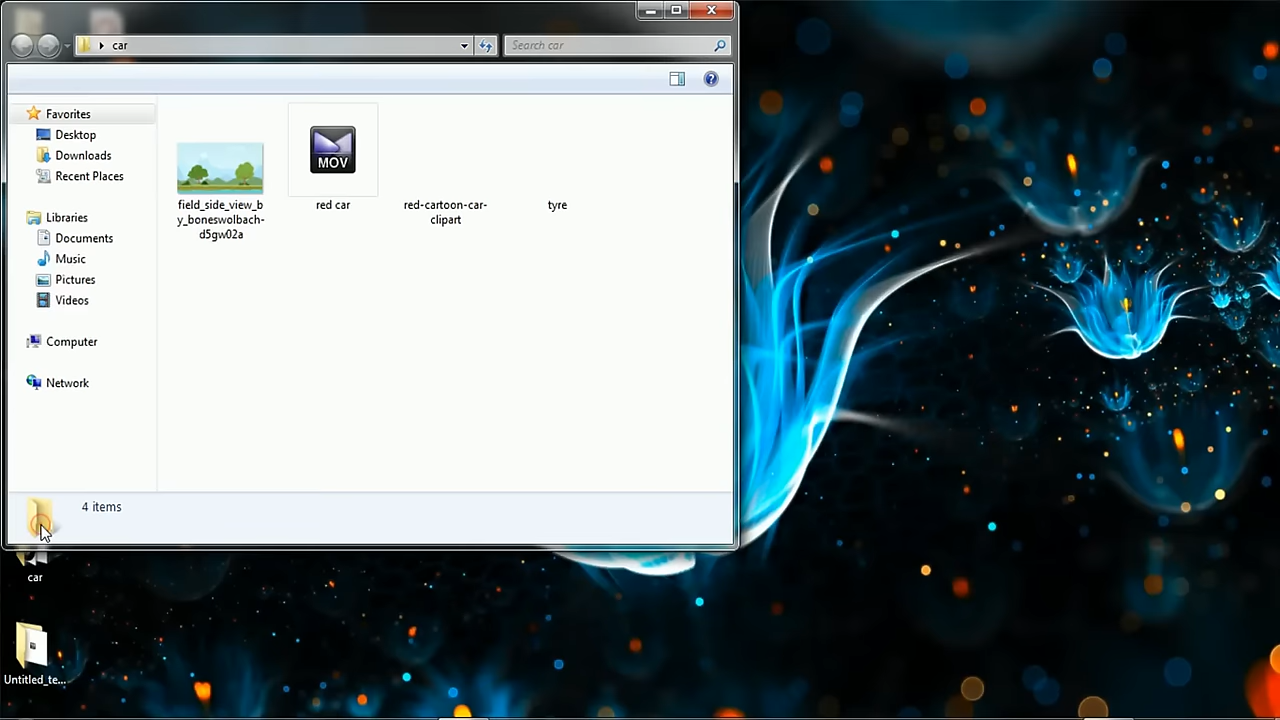 car
Search car
Favorites
Desktop
Downloads
Recent Places
Libraries
Documents
Music
Pictures
Videos
Computer
Network
field_side_view_b
y_boneswolbach-
d5gw02a
MOV
red car
red-cartoon-car-
clipart
tyre
4 items
car
Untitled_te...